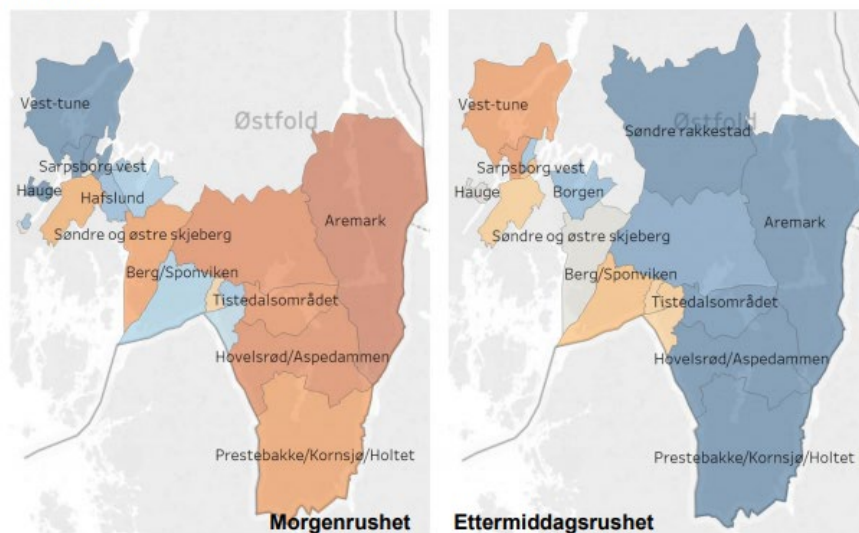 Vest-tune
Østfold
Sarpsborg vest
Hauge
Hafslund
Aremark
Søndre og østre skjeberg
Berg/Sponviken
Tistedalsområdet
Hovelsrød/Aspedammen
Prestebakke/Kornsjø/Holtet
Morgenrushet
Vest-tune
Østfold
Søndre rakkestad
Sarpsborg vest
Hauge
Borgen
Aremark
Søndre og østre skjeberg
Berg/Sponviken
Tistedalsområdet
Hovelsrød/Aspedammen
Prestebakke/Kornsjø/Holtet
Ettermiddagsrushet